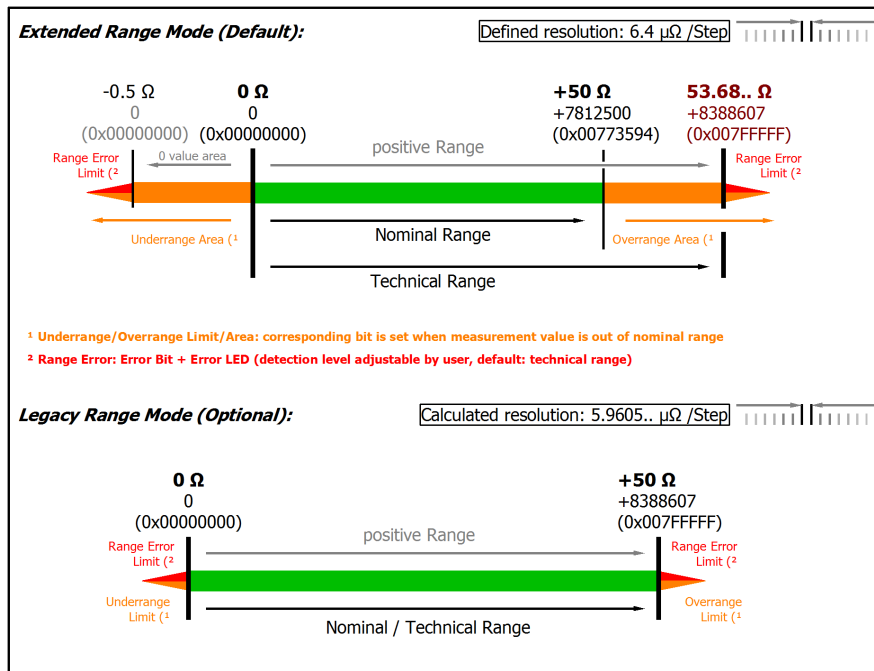 Extended Range Mode (Default):
Defined resolution: 6.4 µΩ /Step
-0.5 Ω
0
(0x00000000)
0 Ω
0
(0x00000000)
+50 Ω
+7812500
(0x00773594)
53.68.. Ω
+8388607
(0x007FFFFF)
Range Error
Limit (²
0 value area
positive Range
Range Error
Limit (²
Underrange Area (¹
Nominal Range
Overrange Area (¹
Technical Range
¹ Underrange/Overrange Limit/Area: corresponding bit is set when measurement value is out of nominal range
² Range Error: Error Bit + Error LED (detection level adjustable by user, default: technical range)
Legacy Range Mode (Optional):
Calculated resolution: 5.9605.. µΩ /Step
0 Ω
0
(0x00000000)
+50 Ω
+8388607
(0x007FFFFF)
positive Range
Range Error
Limit (²
Range Error
Limit (²
Underrange
Limit (¹
Overrange
Limit (¹
Nominal / Technical Range